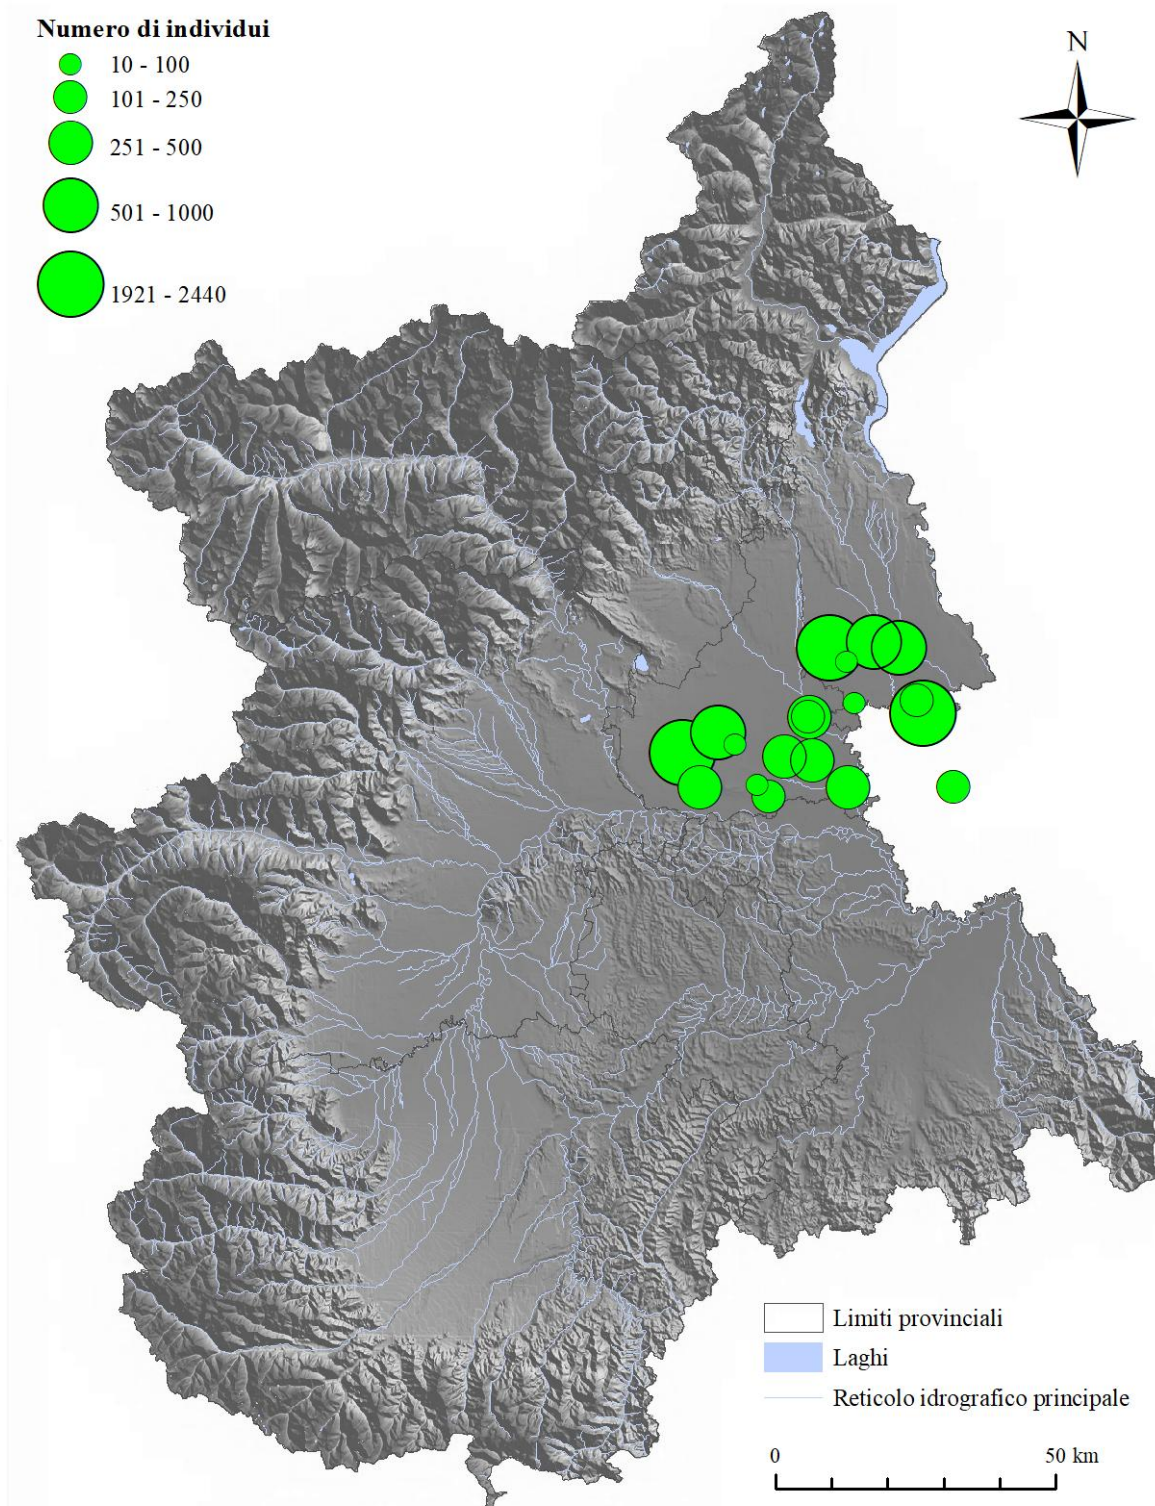 Numero di individui
10 - 100
101 - 250
251 - 500
501 - 1000
1921 - 2440
N
Limiti provinciali
Laghi
Reticolo idrografico principale
0 50 km